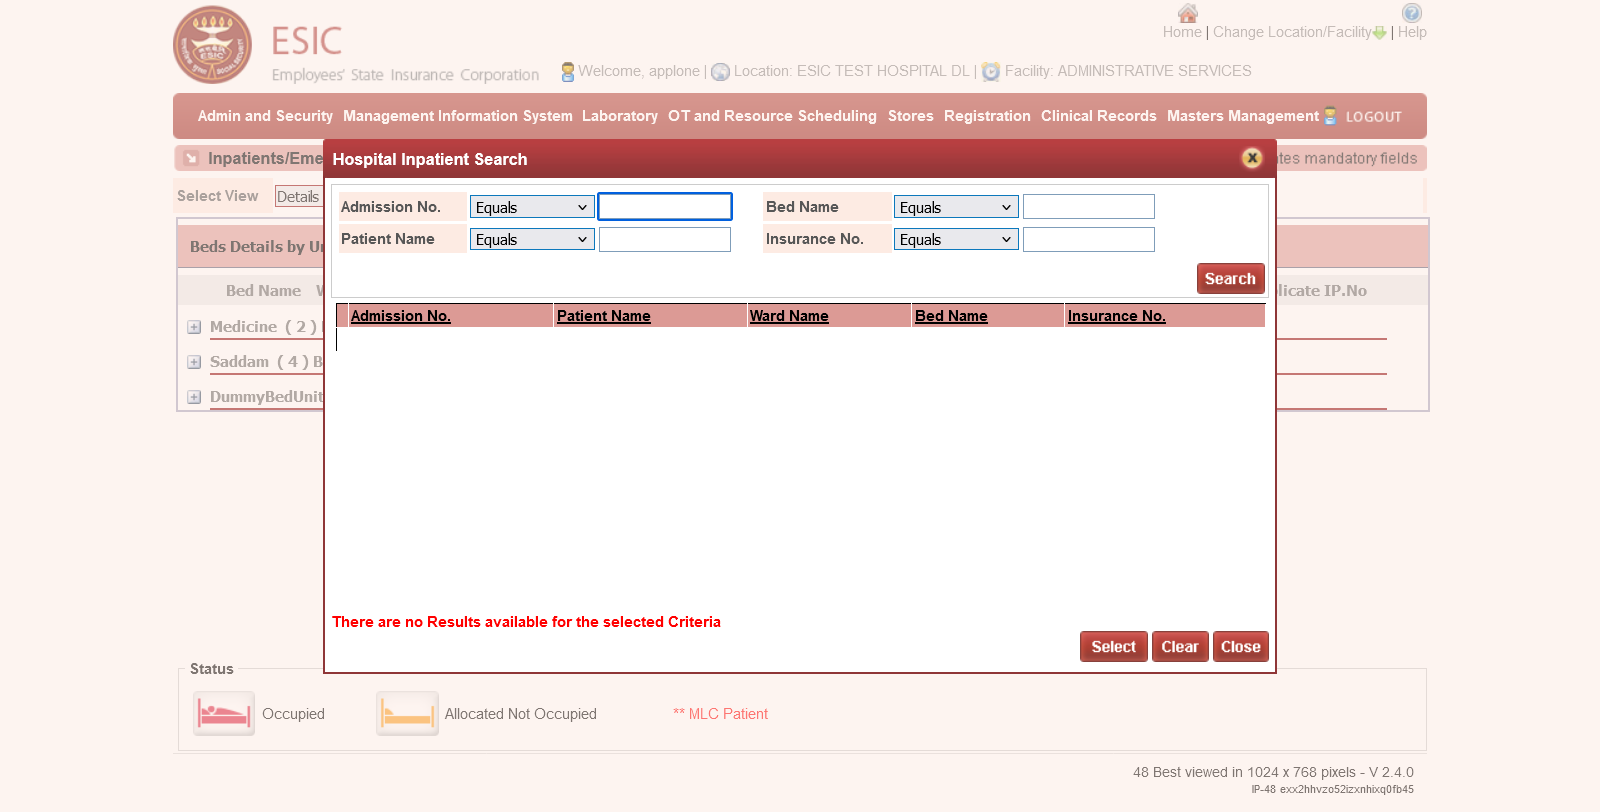 ESIC
Employees' State Insurance Corporation
Home | Change Location/Facility | Help
Welcome, applone | Location: ESIC TEST HOSPITAL DL | Facility: ADMINISTRATIVE SERVICES
Admin and Security Management Information System Laboratory OT and Resource Scheduling Stores Registration Clinical Records Masters Management LOGOUT
Inpatients/Eme mandatory fields
Hospital Inpatient Search
Select View Details
Admission No. Equals Bed Name Equals
Patient Name Equals Insurance No. Equals
Search
Beds Details by
Bed Name IP.No
Admission No. Patient Name Ward Name Bed Name Insurance No.
Medicine ( 2 )
Saddam ( 4 ) B
DummyBedUnit
There are no Results available for the selected Criteria
Select Clear Close
Status
Occupied Allocated Not Occupied ** MLC Patient
48 Best viewed in 1024 x 768 pixels - V 2.4.0
IP-48 exx2hhvzo52izxnhixq0fb45